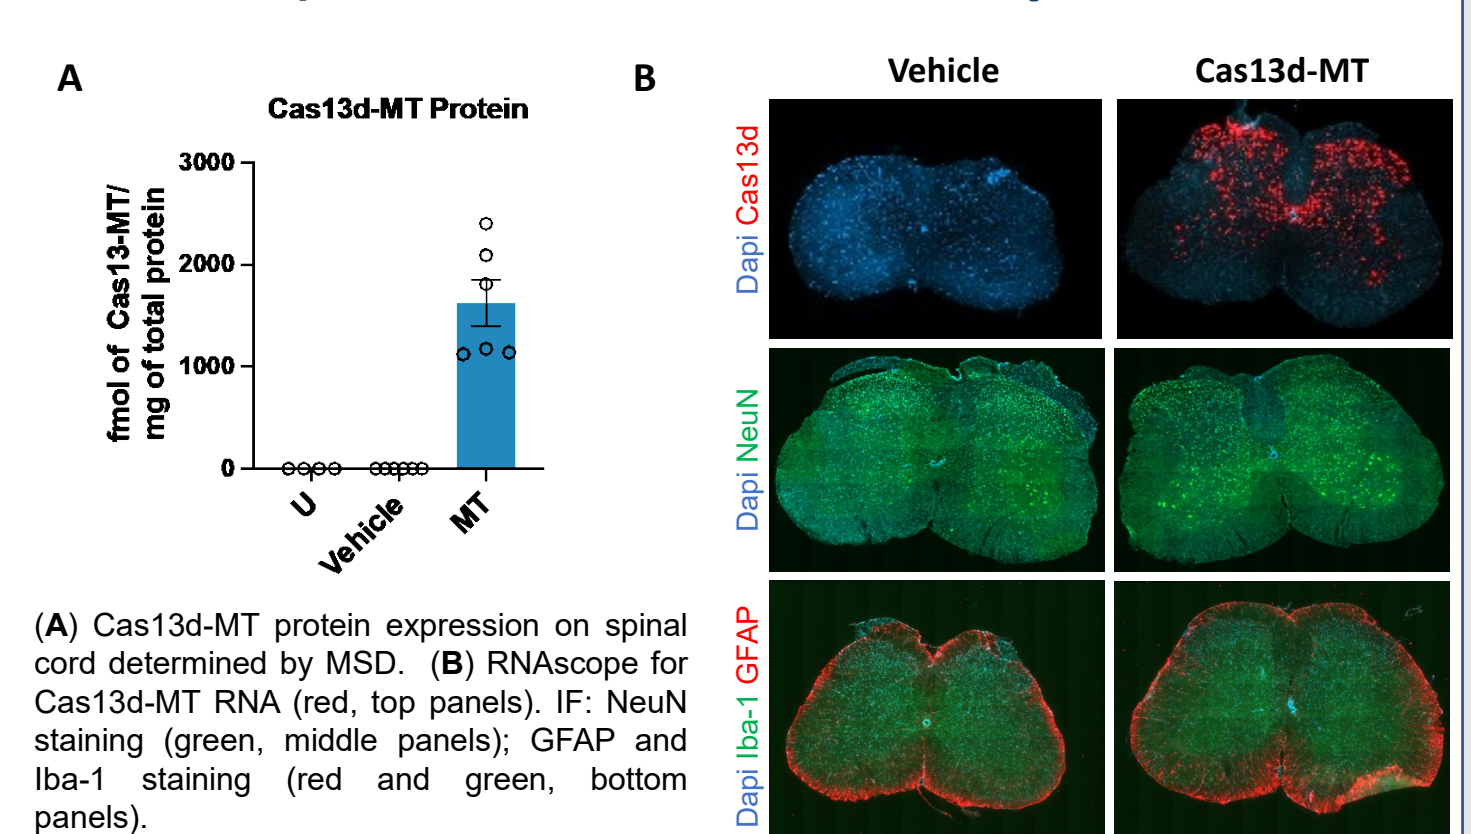 A
B
Vehicle
Cas13d-MT
Cas13d-MT Protein
fmol of Cas13-MT/
mg of total protein
3000
2000
1000
0
U
Vehicle
MT
Dapi Cas13d
Dapi NeuN
Dapi Iba-1 GFAP
(A) Cas13d-MT protein expression on spinal
cord determined by MSD. (B) RNAscope for
Cas13d-MT RNA (red, top panels). IF: NeuN
staining (green, middle panels); GFAP and
Iba-1 staining (red and green, bottom
panels).